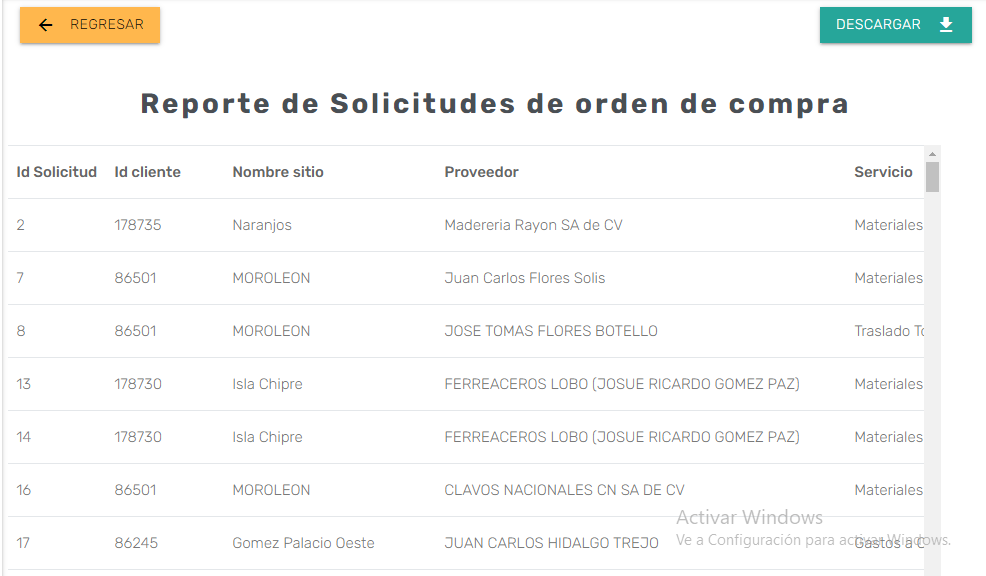 REGRESAR
DESCARGAR
Reporte de Solicitudes de orden de compra
Id Solicitud Id cliente Nombre sitio Proveedor Servicio
2 178735 Naranjos Madereria Rayon SA de CV Materiales
7 86501 MOROLEON Juan Carlos Flores Solis Materiales
8 86501 MOROLEON JOSE TOMAS FLORES BOTELLO Traslado
13 178730 Isla Chipre FERREACEROS LOBO (JOSUE RICARDO GOMEZ PAZ) Materiales
14 178730 Isla Chipre FERREACEROS LOBO (JOSUE RICARDO GOMEZ PAZ) Materiales
16 86501 MOROLEON CLAVOS NACIONALES CN SA DE CV Materiales
Activar Windows
Ve a Configuración para activar Windows.
17 86245 Gomez Palacio Oeste JUAN CARLOS HIDALGO TREJO Gastos a